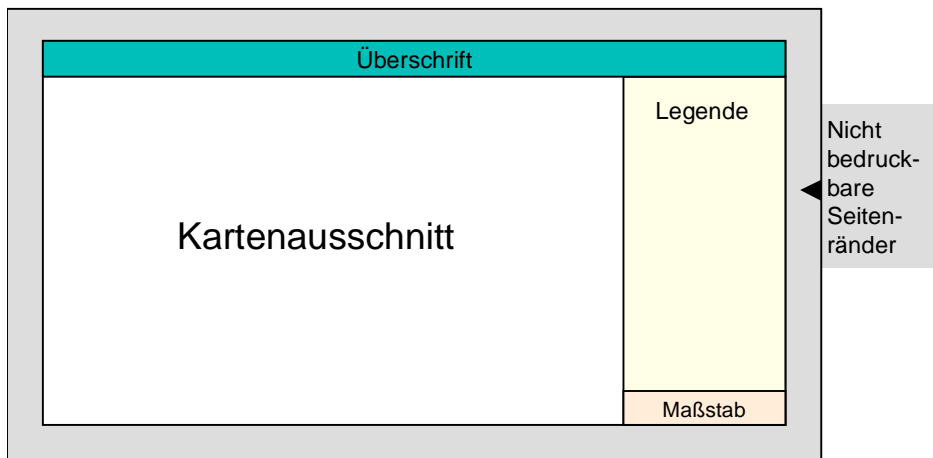 Überschrift
Legende
Kartenausschnitt
Maßstab
Nicht
bedruck-
bare
Seiten-
ränder